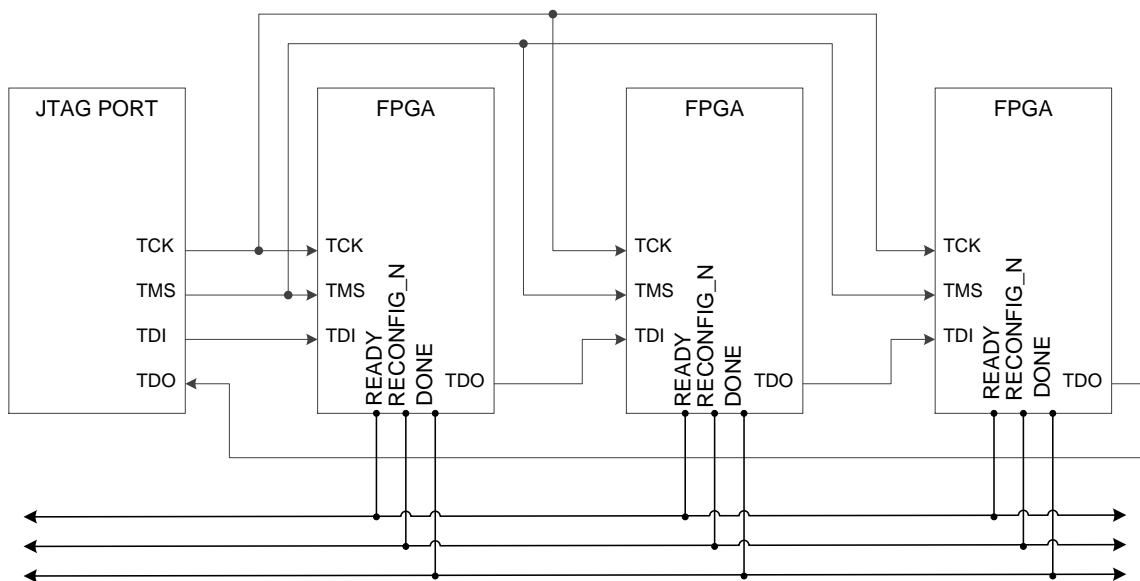 JTAG PORT
TCK
TMS
TDI
TDO
FPGA
TCK
TMS
TDI
READY
RECONFIG_N
DONE
TDO
FPGA
TCK
TMS
TDI
READY
RECONFIG_N
DONE
TDO
FPGA
TCK
TMS
TDI
READY
RECONFIG_N
DONE
TDO